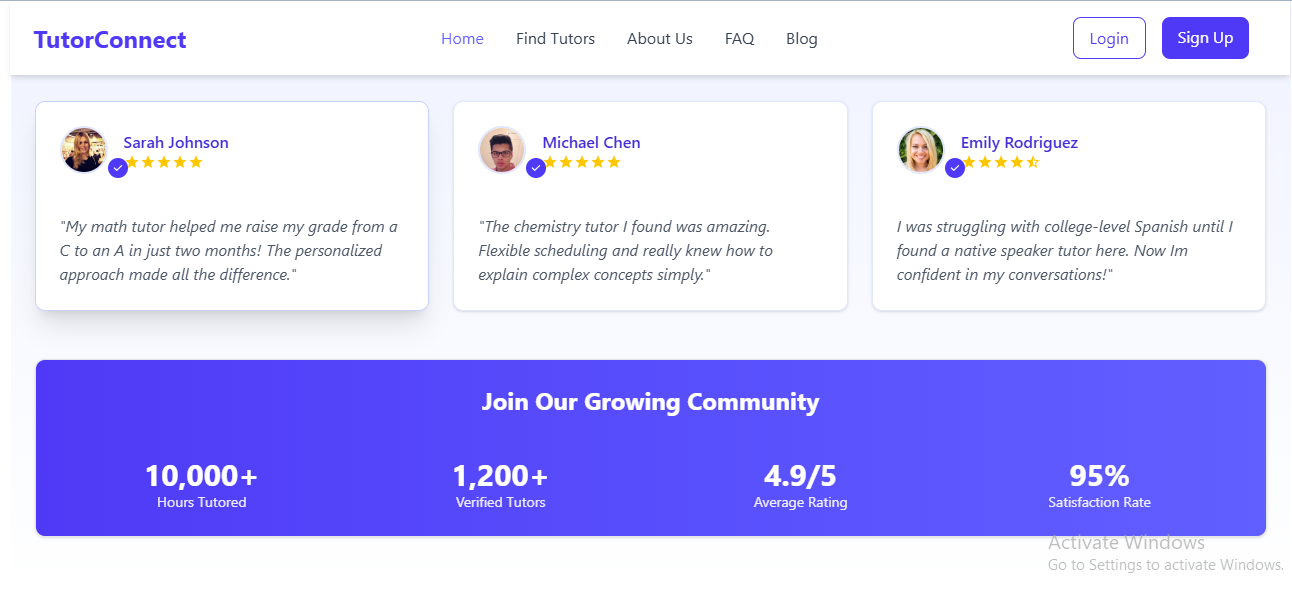 TutorConnect
Home Find Tutors About Us FAQ Blog
Login Sign Up
Sarah Johnson
"My math tutor helped me raise my grade from a
C to an A in just two months! The personalized
approach made all the difference."
Michael Chen
"The chemistry tutor I found was amazing.
Flexible scheduling and really knew how to
explain complex concepts simply."
Emily Rodriguez
I was struggling with college-level Spanish until I
found a native speaker tutor here. Now Im
confident in my conversations!"
Join Our Growing Community
10,000+
Hours Tutored
1,200+
Verified Tutors
4.9/5
Average Rating
95%
Satisfaction Rate
Activate Windows
Go to Settings to activate Windows.